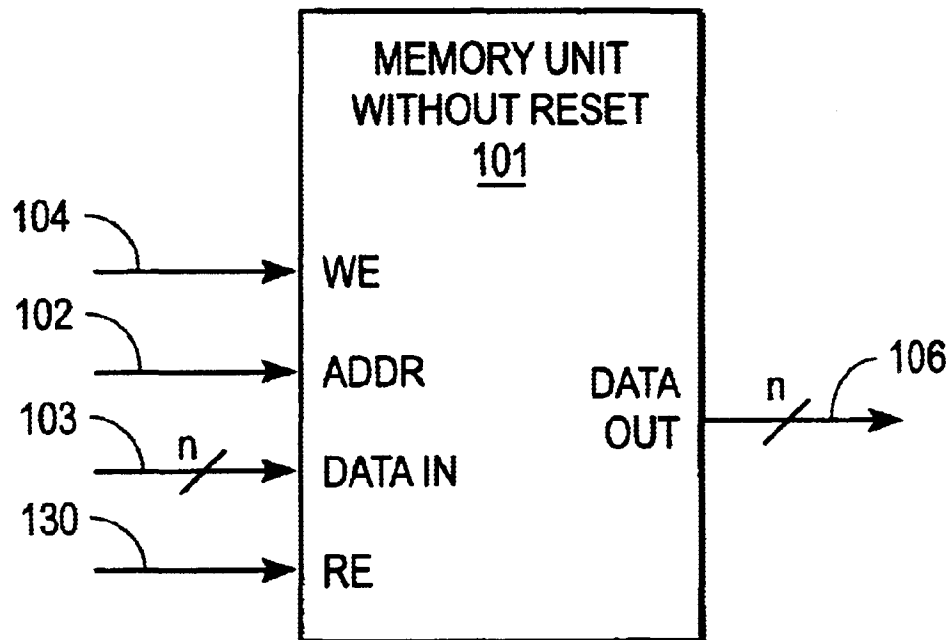 MEMORY UNIT
WITHOUT RESET
101
104
WE
102
ADDR
103
n
DATA IN
130
RE
DATA
OUT
n
106